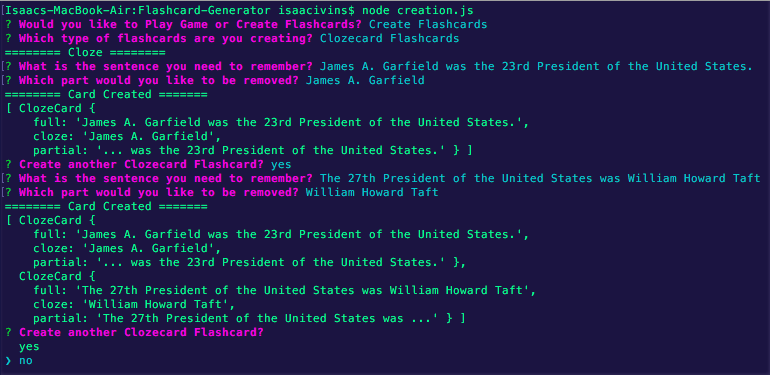 Isaacs-MacBook-Air:Flashcard-Generator isaacivins$ node creation.js
? Would you like to Play Game or Create Flashcards? Create Flashcards
? Which type of flashcards are you creating? Clozecard Flashcards
======== Cloze ========
[? What is the sentence you need to remember? James A. Garfield was the 23rd President of the United States.
[? Which part would you like to be removed? James A. Garfield
======== Card Created =======
[ ClozeCard {
    full: 'James A. Garfield was the 23rd President of the United States.',
    cloze: 'James A. Garfield',
    partial: '... was the 23rd President of the United States.' } ]
? Create another Clozecard Flashcard? yes
[? What is the sentence you need to remember? The 27th President of the United States was William Howard Taft
[? Which part would you like to be removed? William Howard Taft
======== Card Created =======
[ ClozeCard {
    full: 'James A. Garfield was the 23rd President of the United States.',
    cloze: 'James A. Garfield',
    partial: '... was the 23rd President of the United States.' },
  ClozeCard {
    full: 'The 27th President of the United States was William Howard Taft',
    cloze: 'William Howard Taft',
    partial: 'The 27th President of the United States was ...' } ]
? Create another Clozecard Flashcard?
  yes
❯ no